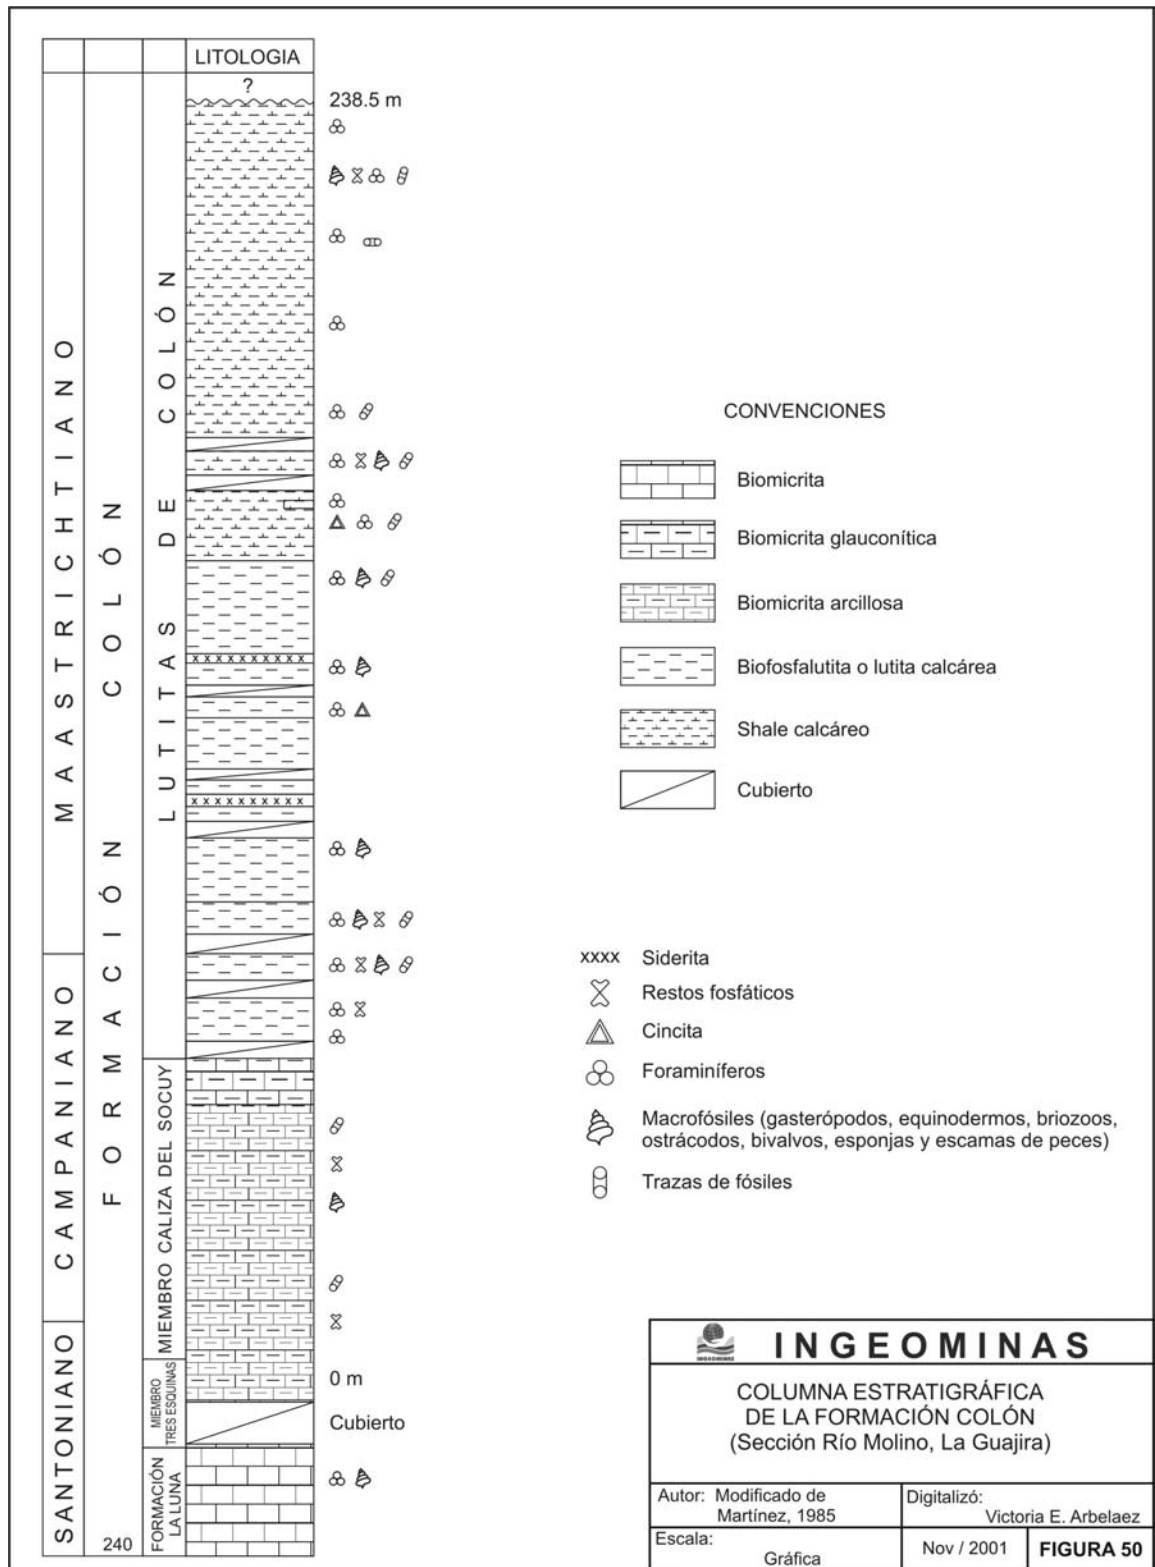 LITOLOGIA
?
238.5 m
MAASTRICHTIANO
CAMPANIANO
SANTONIANO
FORMACIÓN COLÓN
240
LUTITAS DE COLÓN
MIEMBRO CALIZA DEL SOCUY
MIEMBRO
TRES ESQUINAS
FORMACIÓN
LA LUNA
xxxxxxxxx
xxxxxxxxx
0 m
Cubierto
CONVENCIONES
Biomicrita
Biomicrita glauconítica
Biomicrita arcillosa
Biofosfalutita o lutita calcárea
Shale calcáreo
Cubierto
xxxx Siderita
Restos fosfáticos
Cincita
Foraminíferos
Macrofósiles (gasterópodos, equinodermos, briozoos,
ostrácodos, bivalvos, esponjas y escamas de peces)
Trazas de fósiles
INGEOMINAS
INGEOMINAS
COLUMNA ESTRATIGRÁFICA
DE LA FORMACIÓN COLÓN
(Sección Río Molino, La Guajira)
Autor: Modificado de
Martínez, 1985
Digitalizó:
Victoria E. Arbelaez
Escala:
Gráfica
Nov / 2001
FIGURA 50